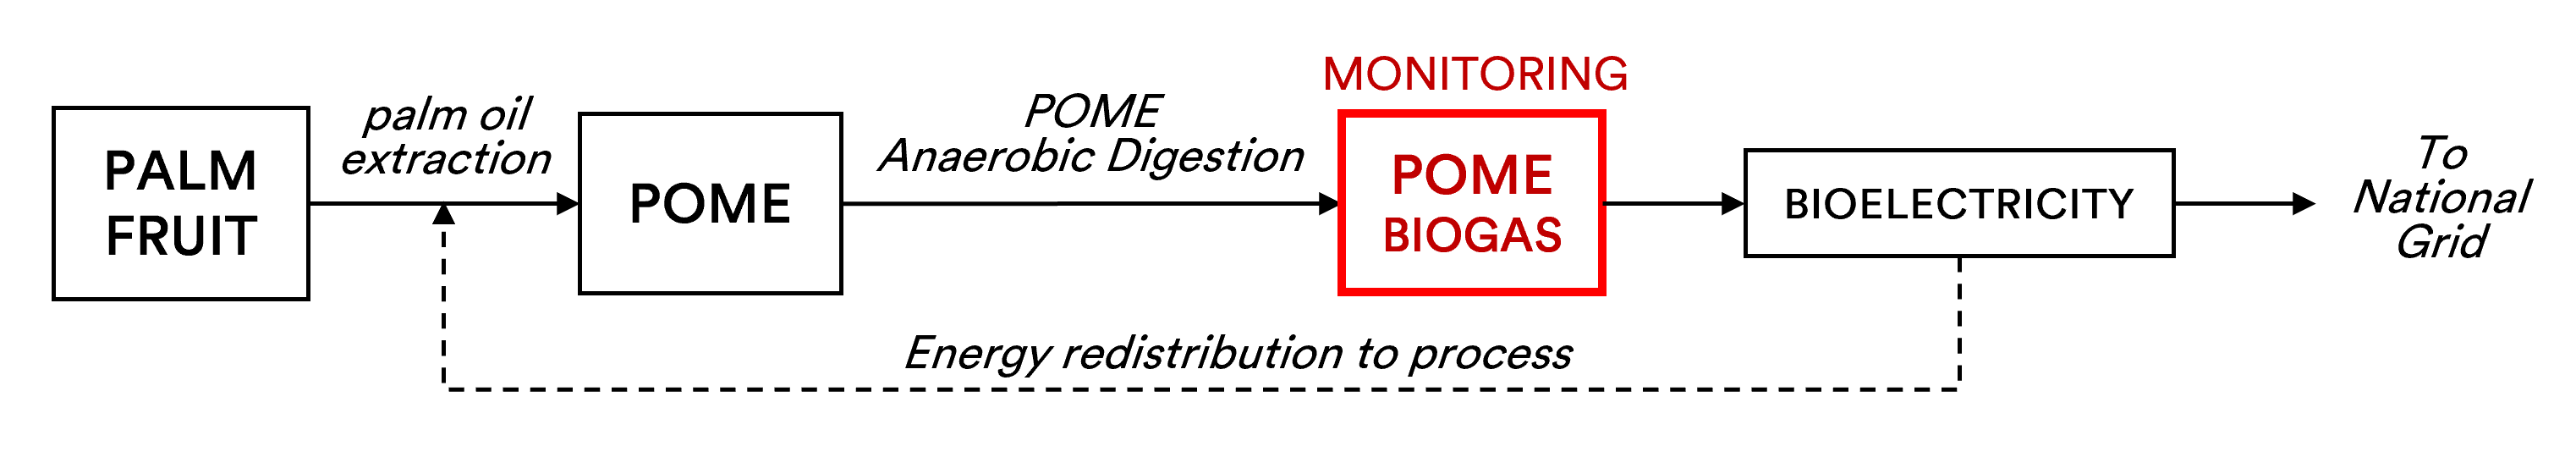 PALM
FRUIT
palm oil
extraction
POME
POME
Anaerobic Digestion
MONITORING
POME
BIOGAS
BIOELECTRICITY
To
National
Grid
Energy redistribution to process